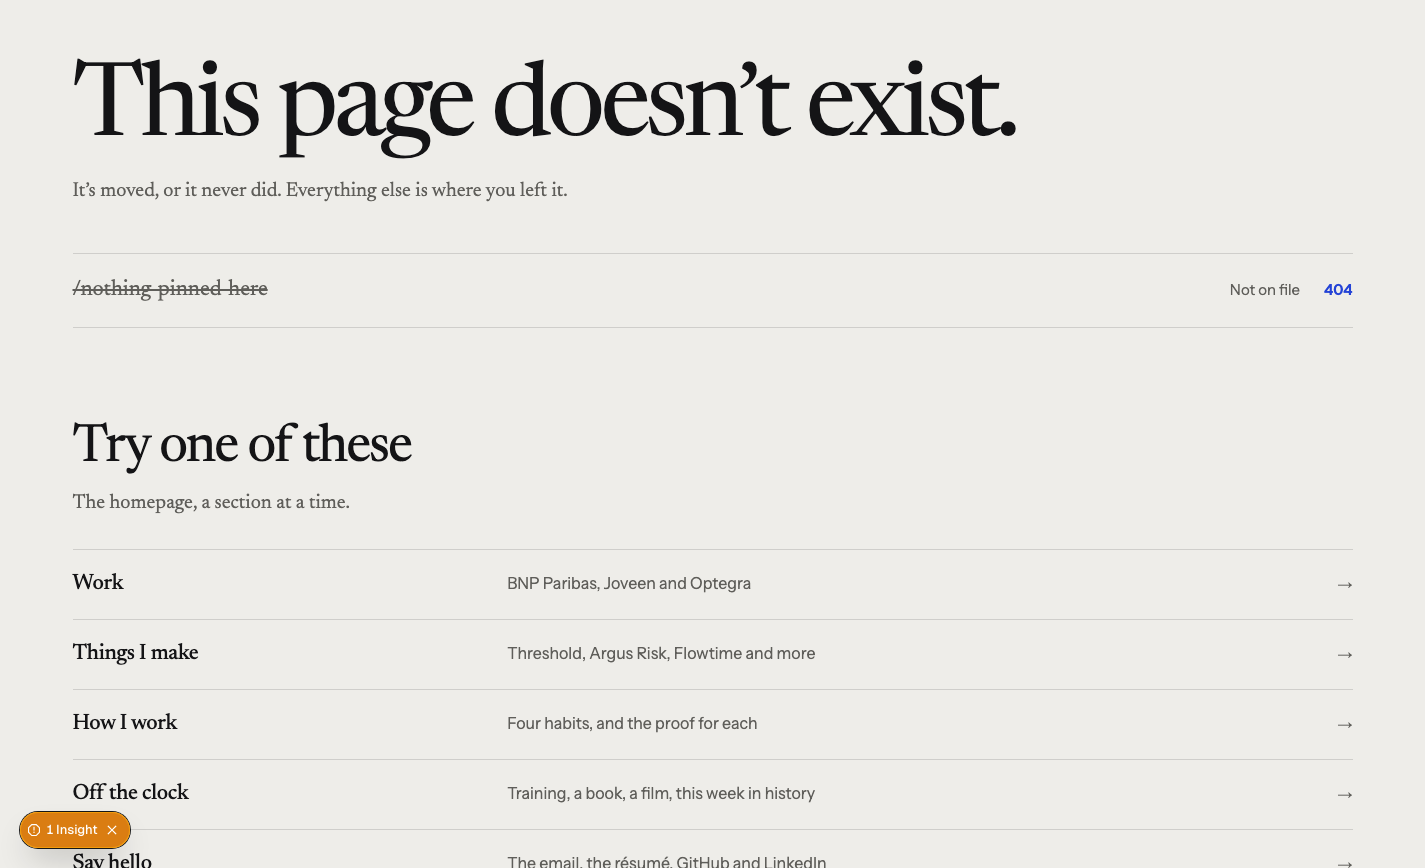 This page doesn’t exist.
It’s moved, or it never did. Everything else is where you left it.
/nothing-pinned-here
Not on file 404
Try one of these
The homepage, a section at a time.
Work BNP Paribas, Joveen and Optegra →
Things I make Threshold, Argus Risk, Flowtime and more →
How I work Four habits, and the proof for each →
Off the clock Training, a book, a film, this week in history →
1 Insight
Say hello The email, the résumé, GitHub and LinkedIn →